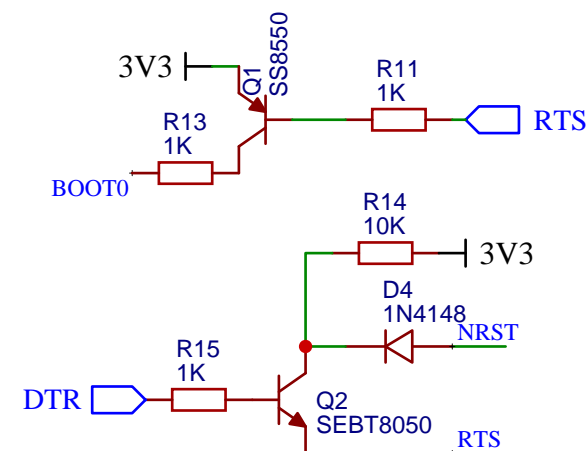 3V3
Q1
SS8550
R11
1K
RTS
R13
1K
BOOT0
R14
10K
3V3
D4
1N4148
NRST
R15
1K
DTR
Q2
SEBT8050
RTS